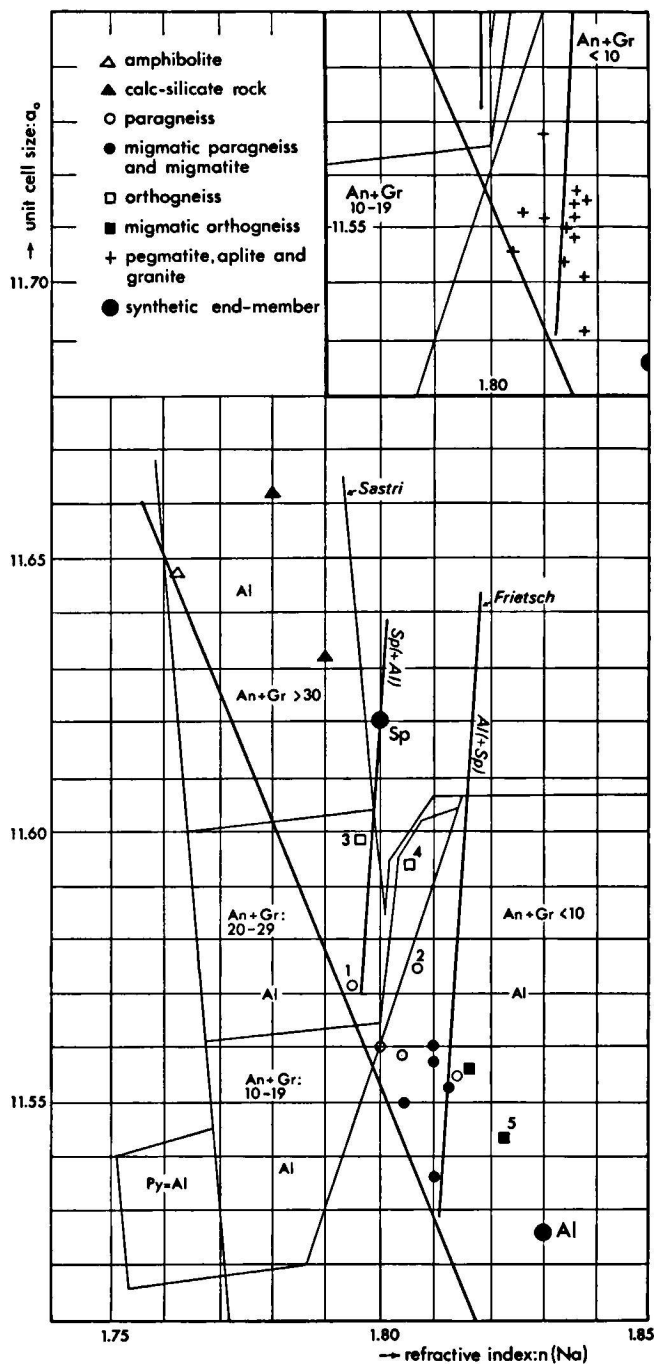 → unit cell size: a₀
△ amphibolite
▲ calc-silicate rock
○ paragneiss
● migmatic paragneiss
and migmatite
□ orthogneiss
■ migmatic orthogneiss
+ pegmatite, aplite and
granite
● synthetic end-member
An+Gr
<10
An+Gr
10-19
11.55
1.80
11.70
11.65
11.60
11.55
Sastri
Frietsch
Al
Sp(+Al)
An+Gr >30
Sp
Al(+Sp)
3
4
An+Gr:
20-29
An+Gr <10
1
2
Al
Al
An+Gr:
10-19
5
Al
Py=Al
Al
1.75
1.80
1.85
→ refractive index: n (Na)